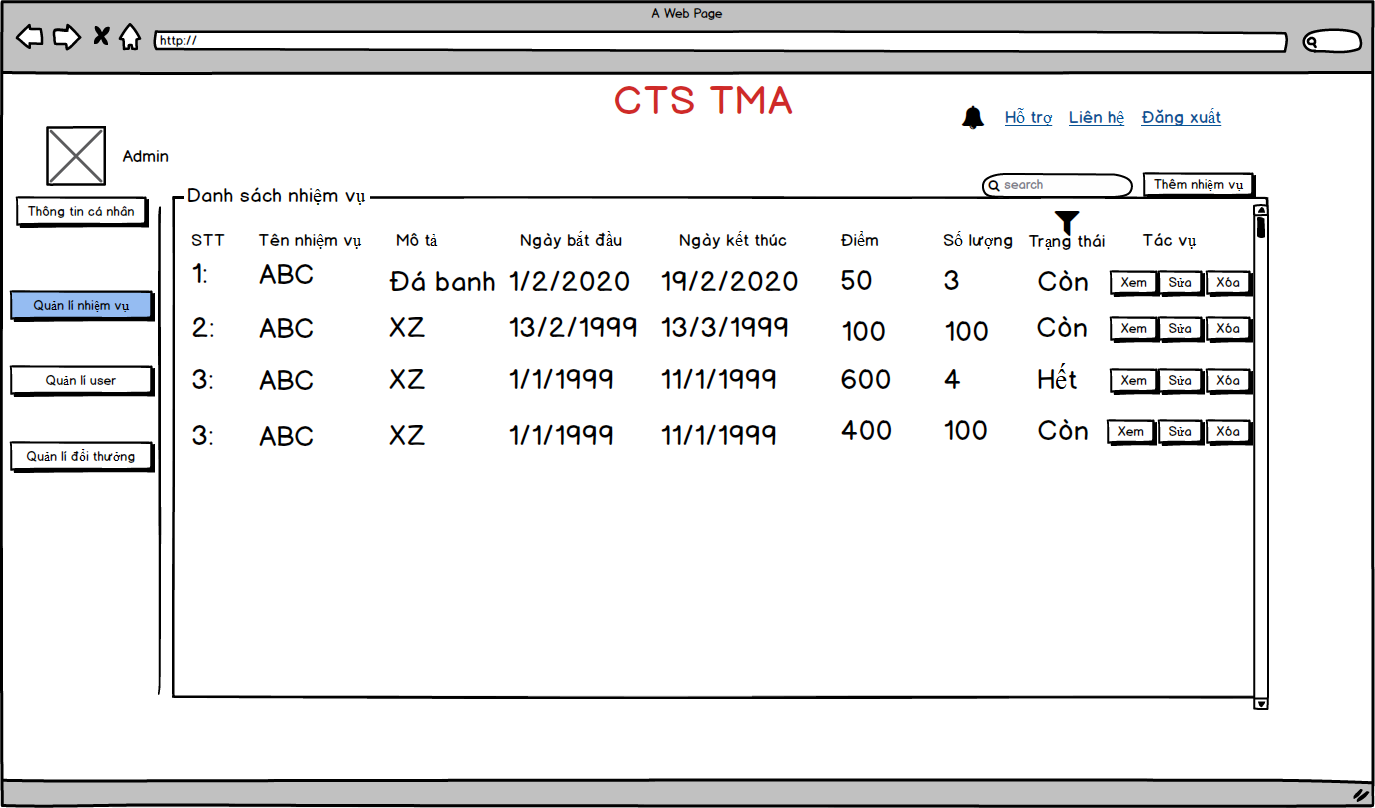 A Web Page
http://
CTS TMA
Hỗ trợ Liên hệ Đăng xuất
Admin
search Thêm nhiệm vụ
Danh sách nhiệm vụ
Thông tin cá nhân
STT Tên nhiệm vụ Mô tả Ngày bắt đầu Ngày kết thúc Điểm Số lượng Trạng thái Tác vụ
1: ABC Đá banh 1/2/2020 19/2/2020 50 3 Còn Xem Sửa Xóa
Quản lí nhiệm vụ
2: ABC XZ 13/2/1999 13/3/1999 100 100 Còn Xem Sửa Xóa
Quản lí user
3: ABC XZ 1/1/1999 11/1/1999 600 4 Hết Xem Sửa Xóa
3: ABC XZ 1/1/1999 11/1/1999 400 100 Còn Xem Sửa Xóa
Quản lí đổi thưởng